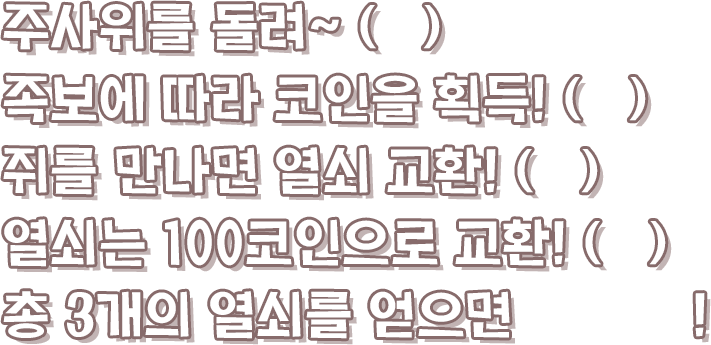 주사위를 돌려~ (   )
족보에 따라 코인을 획득! (   )
쥐를 만나면 열쇠 교환! (   )
열쇠는 100코인으로 교환! (   )
총 3개의 열쇠를 얻으면 !